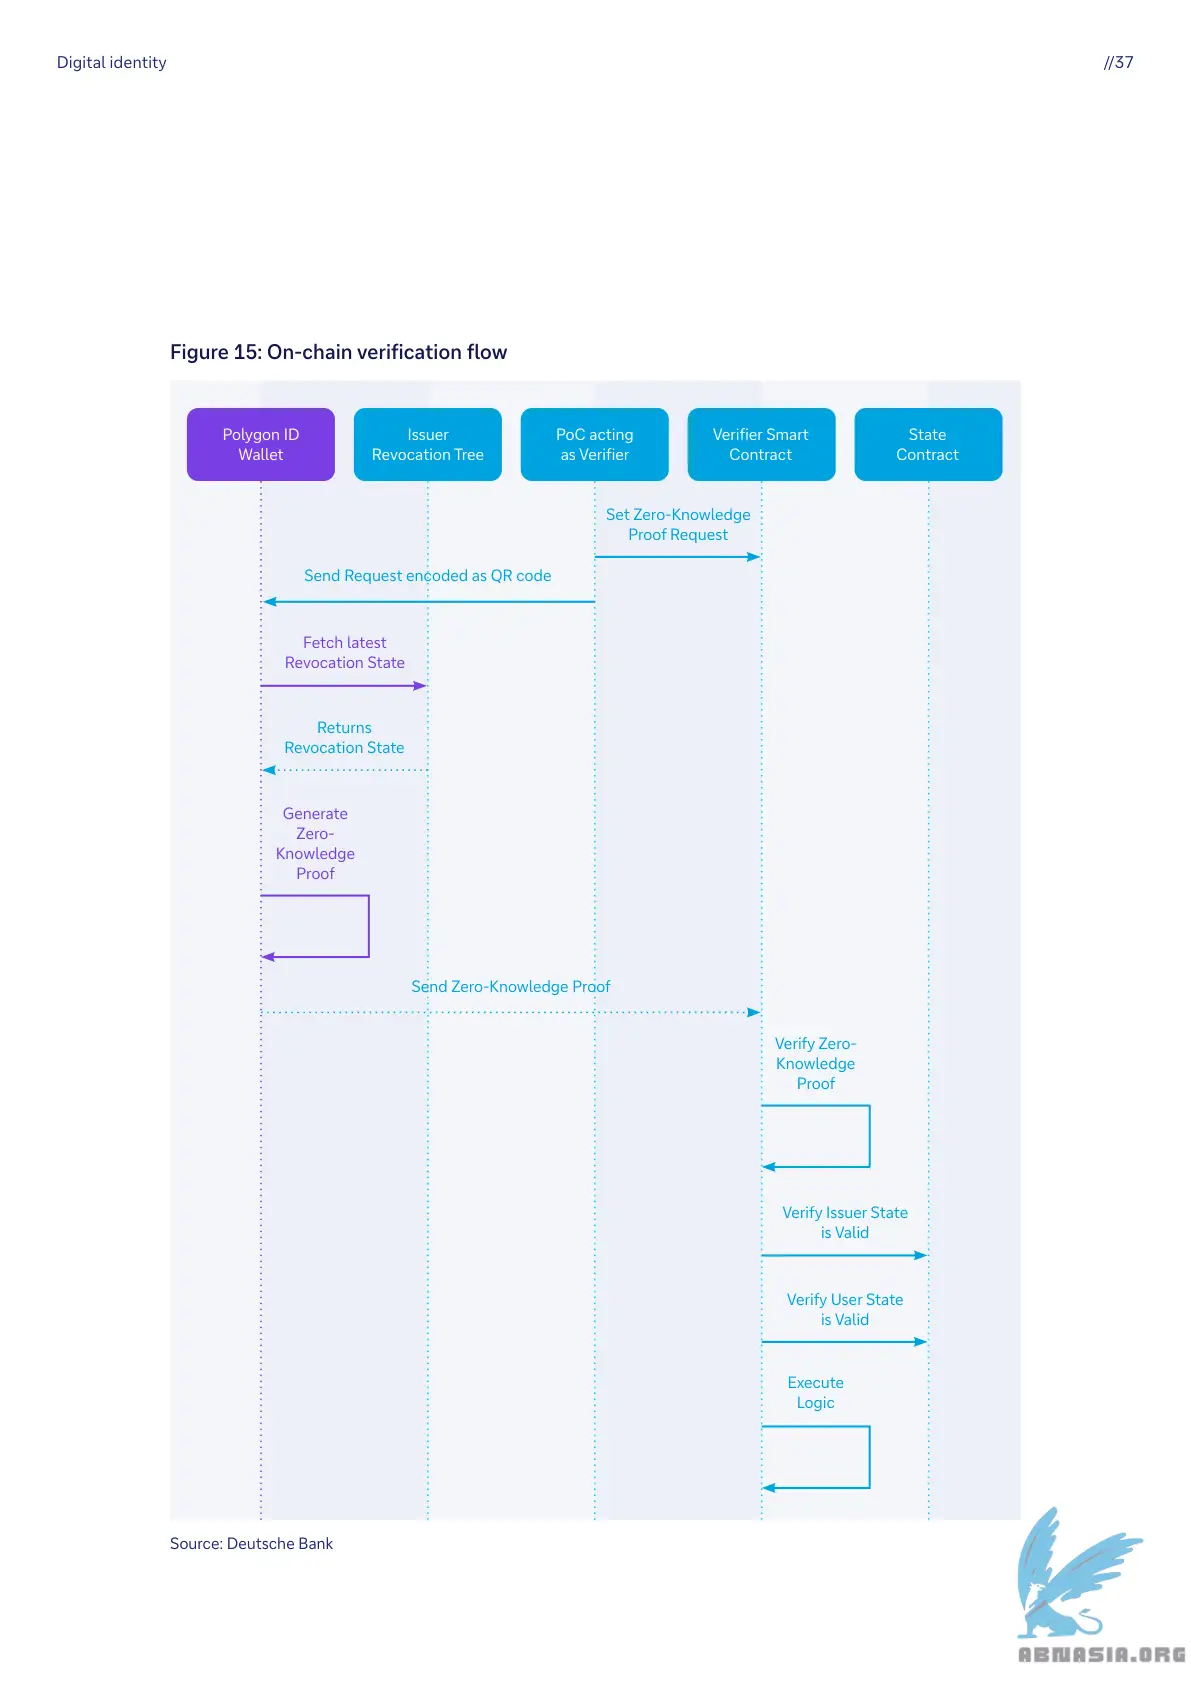 Digital identity
//37
Figure 15: On-chain verification flow
Polygon ID
Wallet
Issuer
Revocation Tree
PoC acting
as Verifier
Verifier Smart
Contract
State
Contract
Set Zero-Knowledge
Proof Request
Send Request encoded as QR code
Fetch latest
Revocation State
Returns
Revocation State
Generate
Zero-
Knowledge
Proof
Send Zero-Knowledge Proof
Verify Zero-
Knowledge
Proof
Verify Issuer State
is Valid
Verify User State
is Valid
Execute
Logic
Source: Deutsche Bank
ABNASIA.ORG